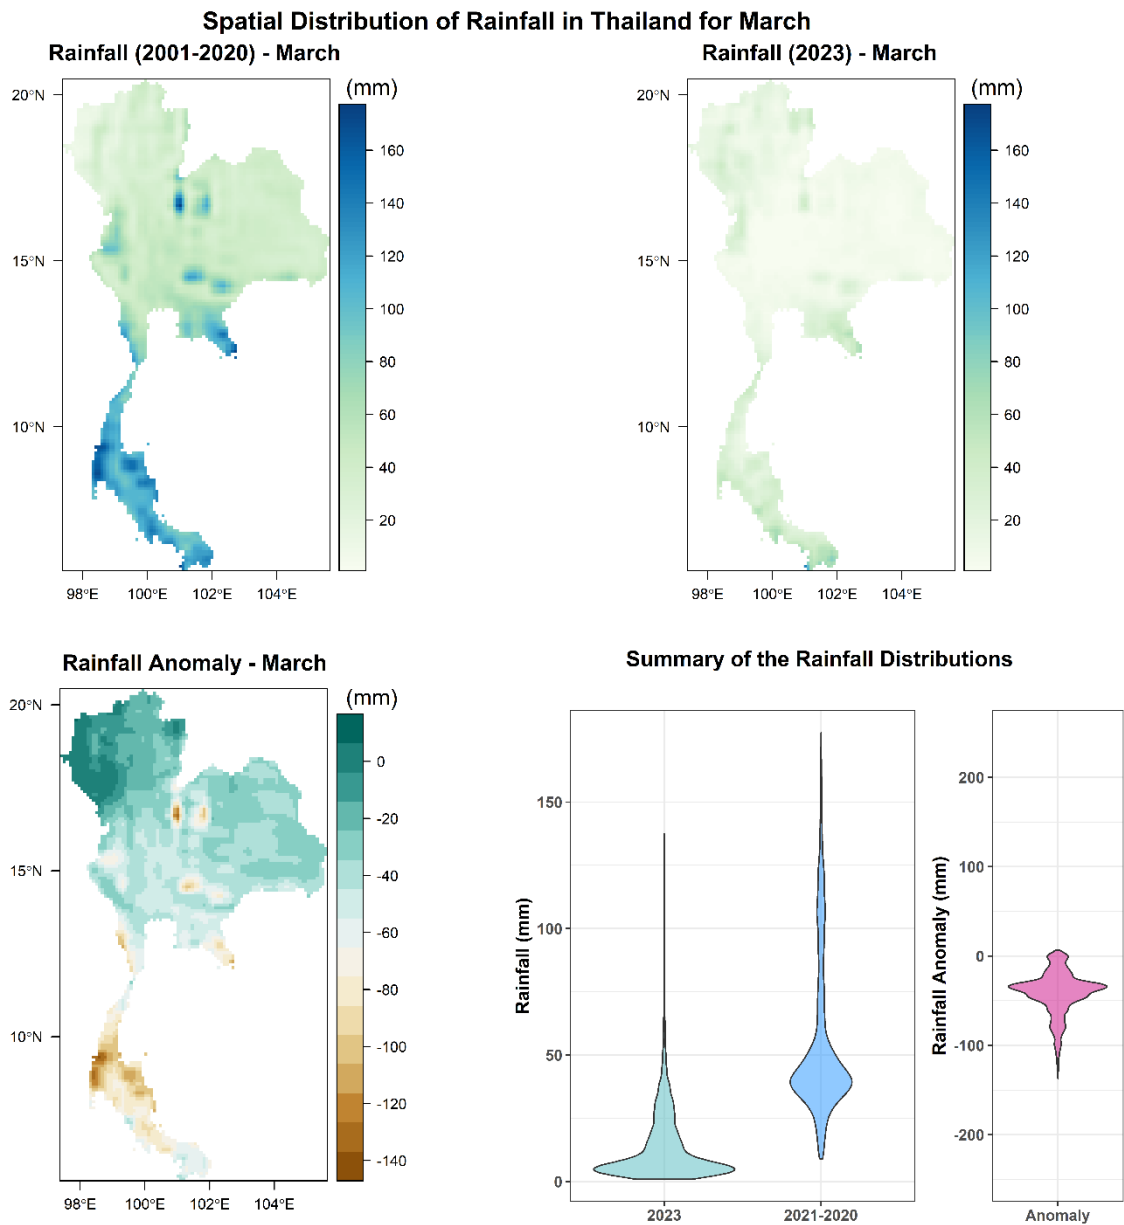 Spatial Distribution of Rainfall in Thailand for March
Rainfall (2001-2020) - March
(mm)
20°N
15°N
10°N
98°E 100°E 102°E 104°E
160
140
120
100
80
60
40
20
Rainfall (2023) - March
(mm)
20°N
15°N
10°N
98°E 100°E 102°E 104°E
160
140
120
100
80
60
40
20
Rainfall Anomaly - March
(mm)
20°N
15°N
10°N
98°E 100°E 102°E 104°E
0
-20
-40
-60
-80
-100
-120
-140
Summary of the Rainfall Distributions
Rainfall (mm)
150
100
50
0
2023 2021-2020
Rainfall Anomaly (mm)
200
100
0
-100
-200
Anomaly